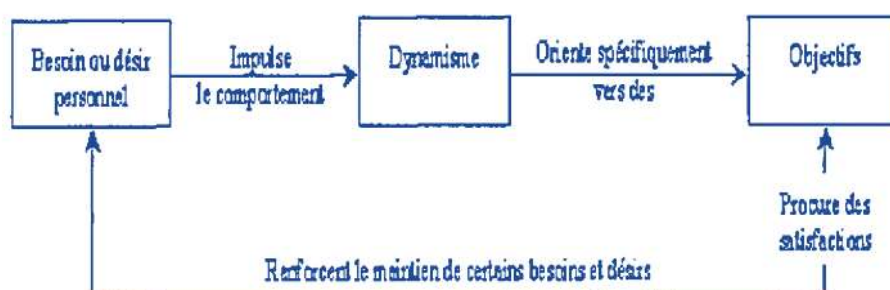 Besoin ou désir
personnel
Impulse
le comportement
Dynamisme
Oriente spécifiquement
vers des
Objectifs
Procure des
satisfactions
Renforcent le maintien de certains besoins et désirs